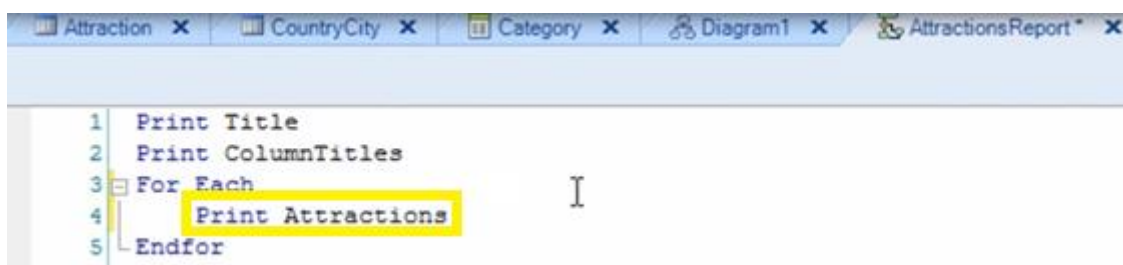 Attraction CountryCity Category Diagram1 AttractionsReport *
1 Print Title
2 Print ColumnTitles
3 For Each
4 Print Attractions
5 Endfor